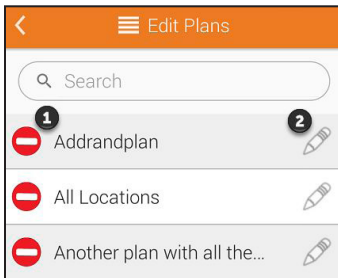 Edit Plans
Search
1
2
Addrandplan
All Locations
Another plan with all the...